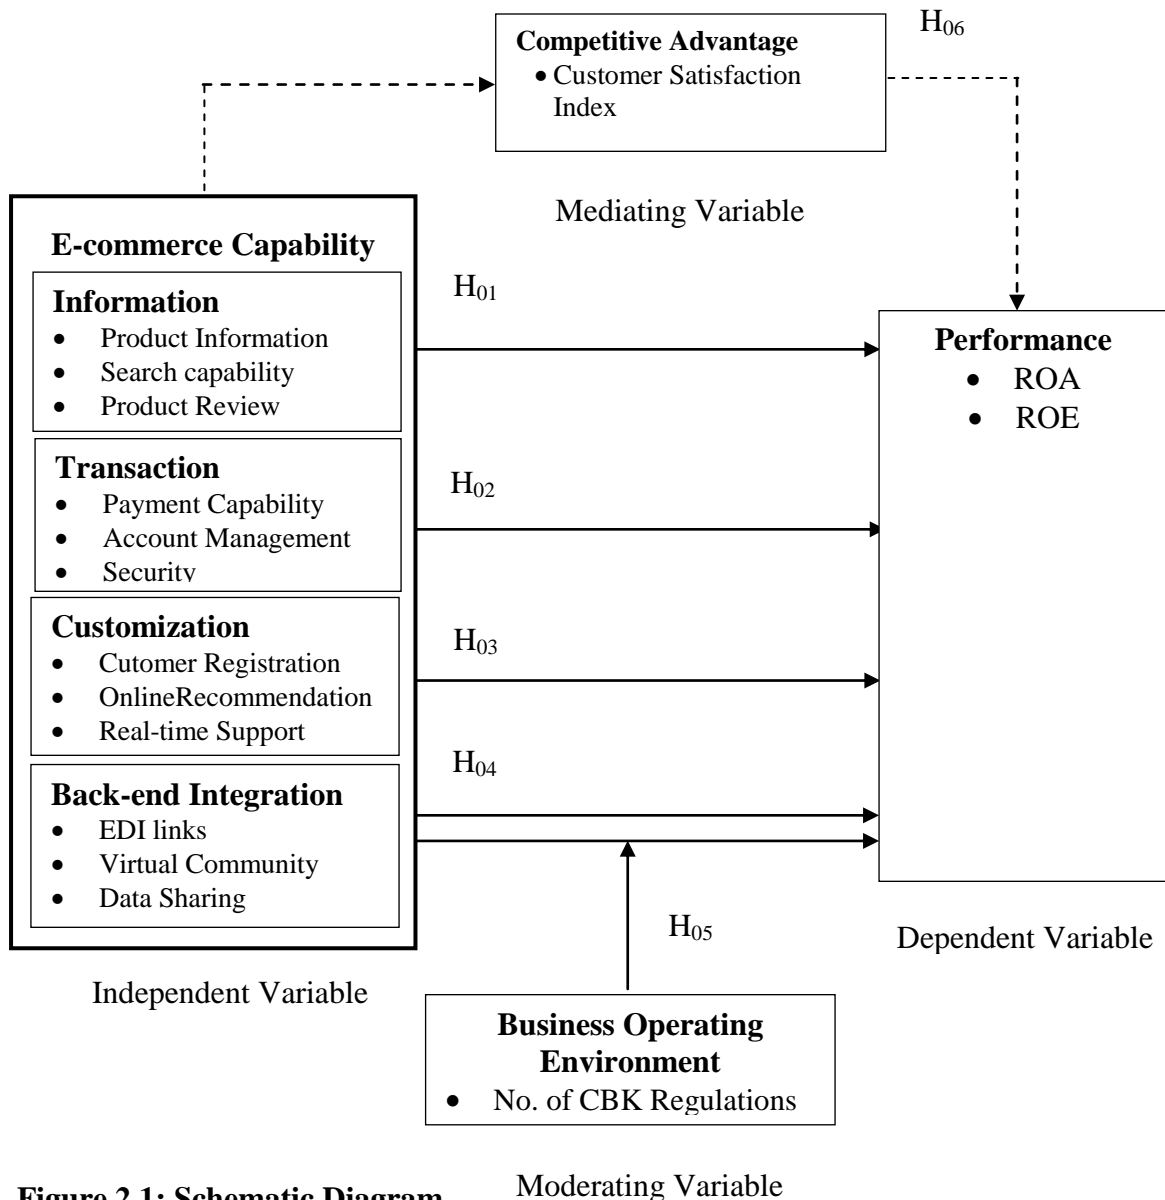 H06
Competitive Advantage
• Customer Satisfaction
Index
Mediating Variable
E-commerce Capability
Information
• Product Information
• Search capability
• Product Review
H01
Transaction
• Payment Capability
• Account Management
• Security
H02
Customization
• Cutomer Registration
• OnlineRecommendation
• Real-time Support
H03
Back-end Integration
• EDI links
• Virtual Community
• Data Sharing
H04
Performance
• ROA
• ROE
H05
Dependent Variable
Independent Variable
Business Operating
Environment
• No. of CBK Regulations
Moderating Variable
Figure 2.1: Schematic Diagram